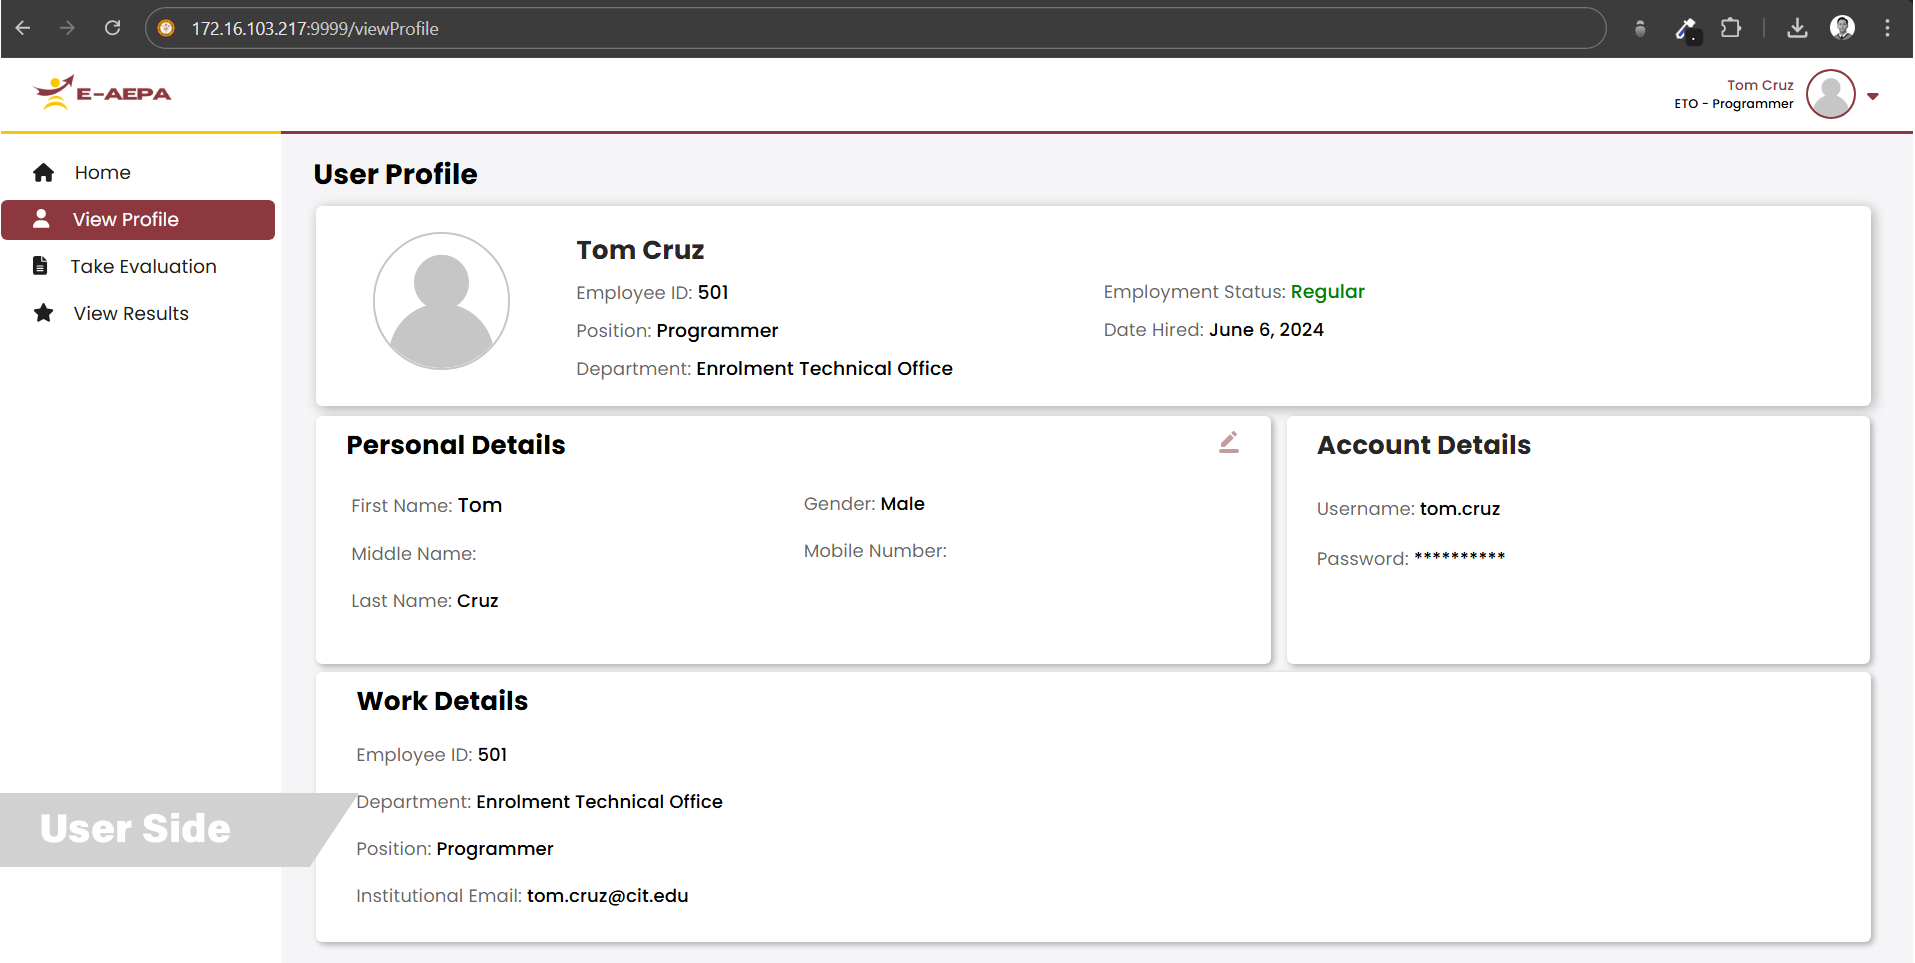 172.16.103.217:9999/viewProfile
E-AEPA
Tom Cruz
ETO - Programmer
Home
View Profile
Take Evaluation
View Results
User Profile
Tom Cruz
Employee ID: 501
Employment Status: Regular
Position: Programmer
Date Hired: June 6, 2024
Department: Enrolment Technical Office
Personal Details
First Name: Tom
Gender: Male
Middle Name:
Mobile Number:
Last Name: Cruz
Account Details
Username: tom.cruz
Password: **********
Work Details
Employee ID: 501
Department: Enrolment Technical Office
Position: Programmer
Institutional Email: tom.cruz@cit.edu
User Side